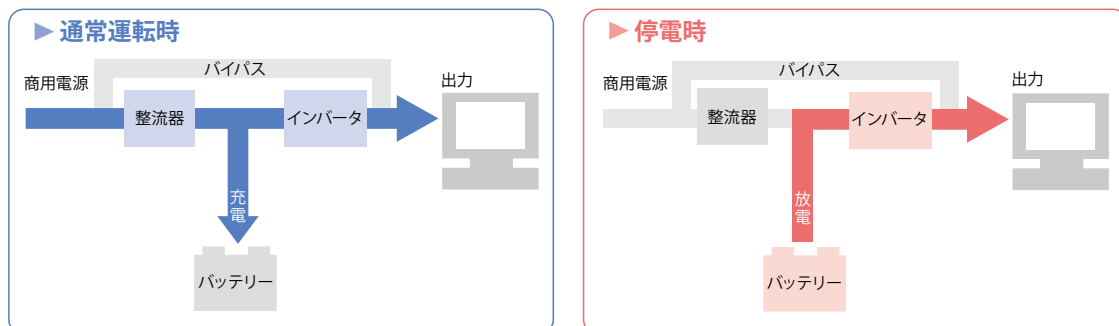 ▶ 通常運転時
商用電源
バイパス
出力
整流器
インバータ
充電
バッテリー
▶ 停電時
商用電源
バイパス
出力
整流器
インバータ
放電
バッテリー